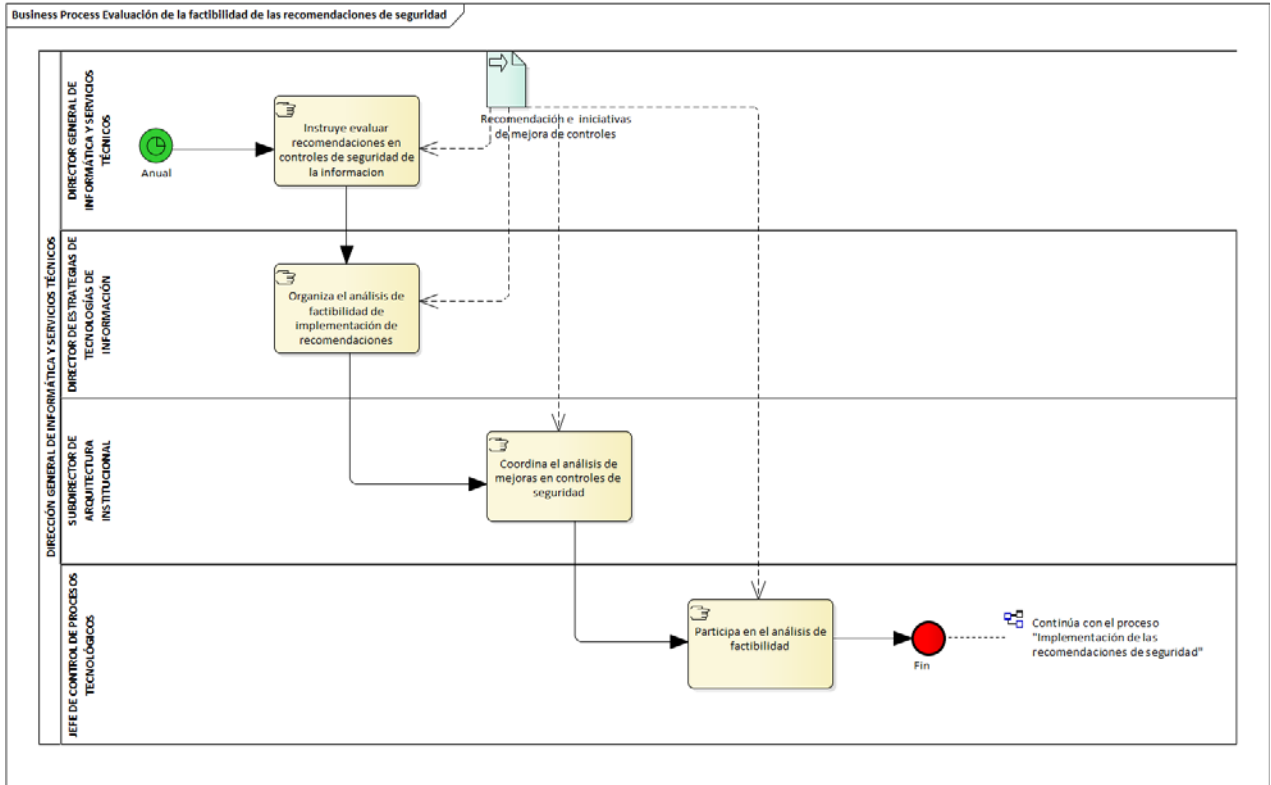 Business Process Evaluación de la factibilidad de las recomendaciones de seguridad
DIRECCIÓN GENERAL DE INFORMÁTICA Y SERVICIOS TÉCNICOS
DIRECTOR GENERAL DE
INFORMÁTICA Y SERVICIOS
TÉCNICOS
Anual
Instruye evaluar
recomendaciones en
controles de seguridad de
la informacion
Recomendación e iniciativas
de mejora de controles
DIRECTOR DE ESTRATEGIAS DE
TECNOLOGÍAS DE
INFORMACIÓN
Organiza el análisis de
factibilidad de
implementación de
recomendaciones
SUBDIRECTOR DE
ARQUITECTURA
INSTITUCIONAL
Coordina el análisis de
mejoras en controles de
seguridad
JEFE DE CONTROL DE PROCESOS
TECNOLÓGICOS
Participa en el análisis de
factibilidad
Fin
Continúa con el proceso
"Implementación de las
recomendaciones de seguridad"